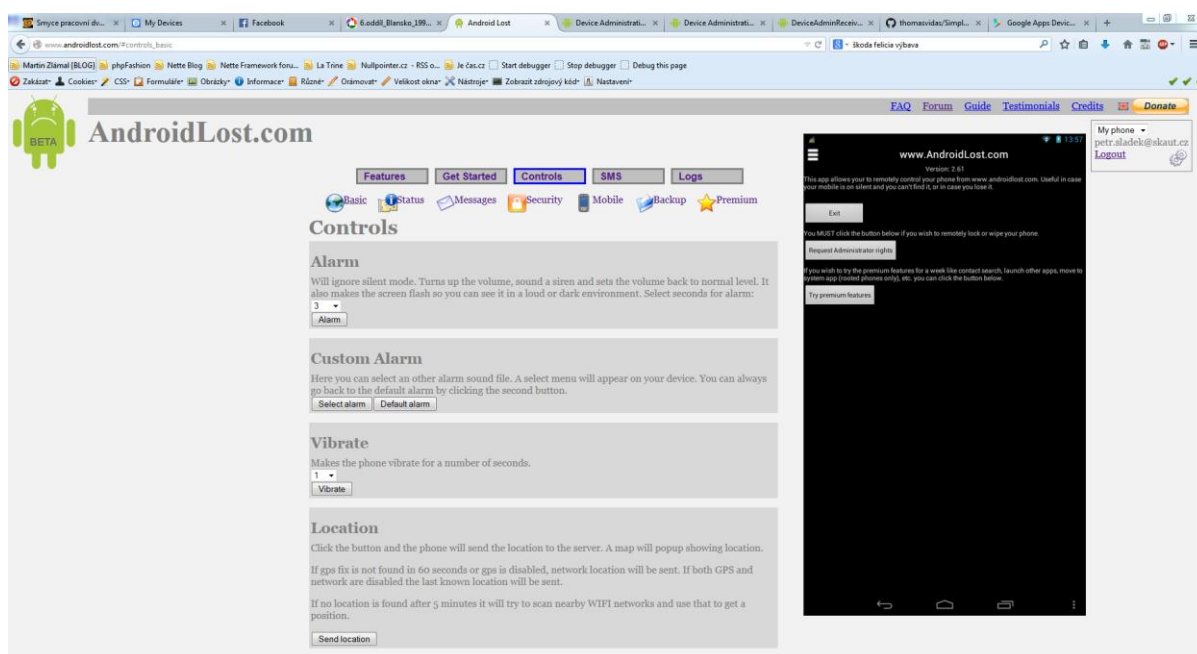 Smyce pracovní dv...
My Devices
Facebook
6.oddil_Blansko_199...
Android Lost
Device Administrati...
Device Administrati...
DeviceAdminReceiv...
thomasvidas/Simpl...
Google Apps Devic...
www.androidlost.com/#controls_basic
škoda felicia výbava
Martin Zlámal [BLOG]
phpFashion
Nette Blog
Nette Framework foru...
La Trine
Nullpointer.cz - RSS o...
Je čas.cz
Start debugger
Stop debugger
Debug this page
Zakázat
Cookies
CSS
Formuláře
Obrázky
Informace
Různé
Orámovat
Velikost okna
Nástroje
Zobrazit zdrojový kód
Nastavení
FAQ Forum Guide Testimonials Credits Donate
BETA
AndroidLost.com
My phone
petr.sladek@skaut.cz
Logout
Features Get Started Controls SMS Logs
Basic Status Messages Security Mobile Backup Premium
Controls
Alarm
Will ignore silent mode. Turns up the volume, sound a siren and sets the volume back to normal level. It
also makes the screen flash so you can see it in a loud or dark environment. Select seconds for alarm:
3
Alarm
Custom Alarm
Here you can select an other alarm sound file. A select menu will appear on your device. You can always
go back to the default alarm by clicking the second button.
Select alarm Default alarm
Vibrate
Makes the phone vibrate for a number of seconds.
1
Vibrate
Location
Click the button and the phone will send the location to the server. A map will popup showing location.
If gps fix is not found in 60 seconds or gps is disabled, network location will be sent. If both GPS and
network are disabled the last known location will be sent.
If no location is found after 5 minutes it will try to scan nearby WIFI networks and use that to get a
position.
Send location
13:57
www.AndroidLost.com
Version: 2.61
This app allows your to remotely control your phone from www.androidlost.com. Useful in case
your mobile is on silent and you can't find it, or in case you lose it.
Exit
You MUST click the button below if you wish to remotely lock or wipe your phone.
Request Administrator rights
If you wish to try the premium features for a week like contact search, launch other apps, move to
system app (rooted phones only), etc. you can click the button below.
Try premium features